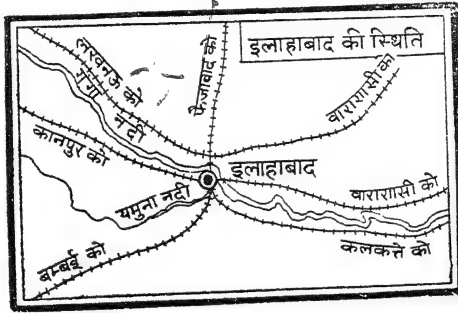 इलाहाबाद की स्थिति
लखनऊ को
गंगा नदी
फैजाबाद को
वाराणसी को
कानपुर को
इलाहाबाद
यमुना नदी
वाराणसी को
कलकत्ते को
बम्बई को